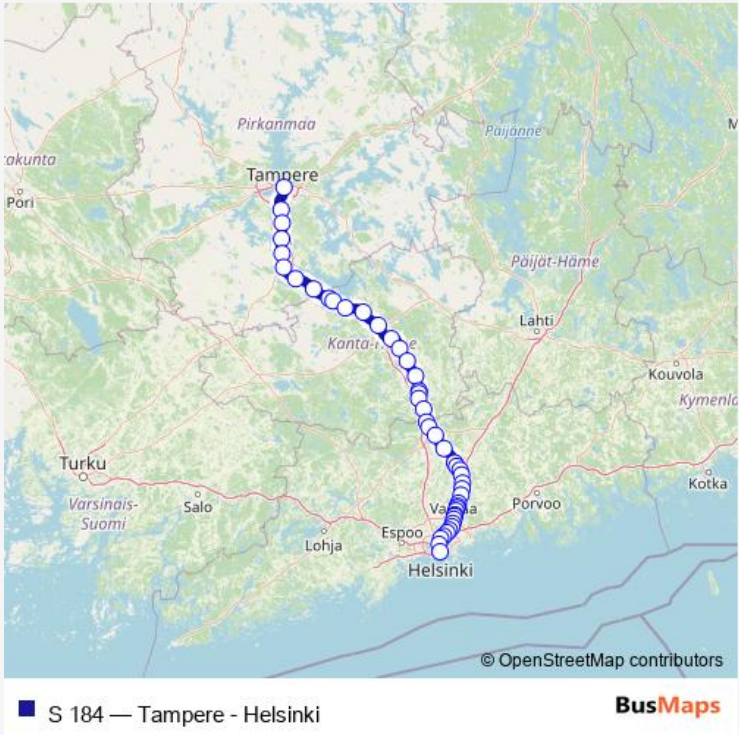 Pirkanmaa
Päijänne
M
akunta
Tampere
Pori
Päijät-Häme
Lahti
Kanta-
me
Kouvola
Kymenla
Turku
Kotka
Varsinais-
Suomi
Salo
Porvoo
Espoo
Lohja
Helsinki
© OpenStreetMap contributors
S 184 — Tampere - Helsinki
BusMaps